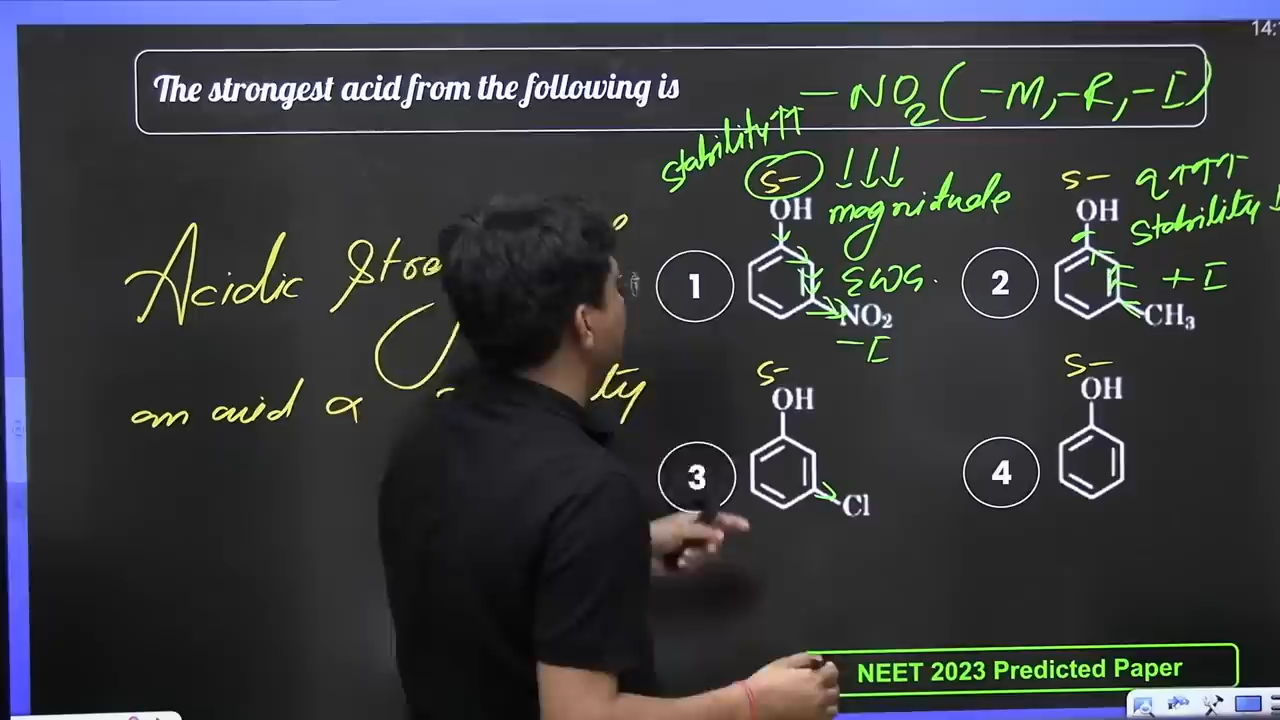 14:
The strongest acid from the following is
- NO2 (-M, -R, -I)
stability↑↑
S-
↓↓↓
magnitude
OH
1
EWG.
NO2
-I
S-
q↑↑↑
stability↓
OH
2
+I
CH3
Acidic
an acid ∝
S-
OH
3
Cl
S-
OH
4
NEET 2023 Predicted Paper